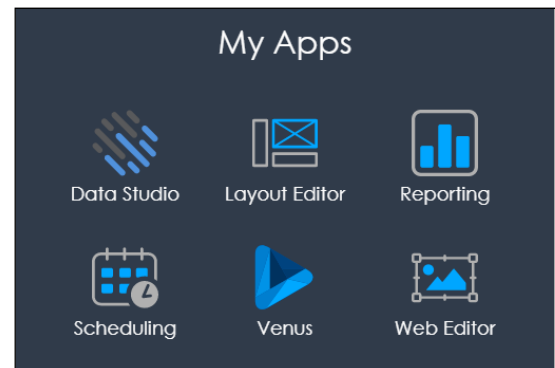 My Apps
Data Studio Layout Editor Reporting
Scheduling Venus Web Editor